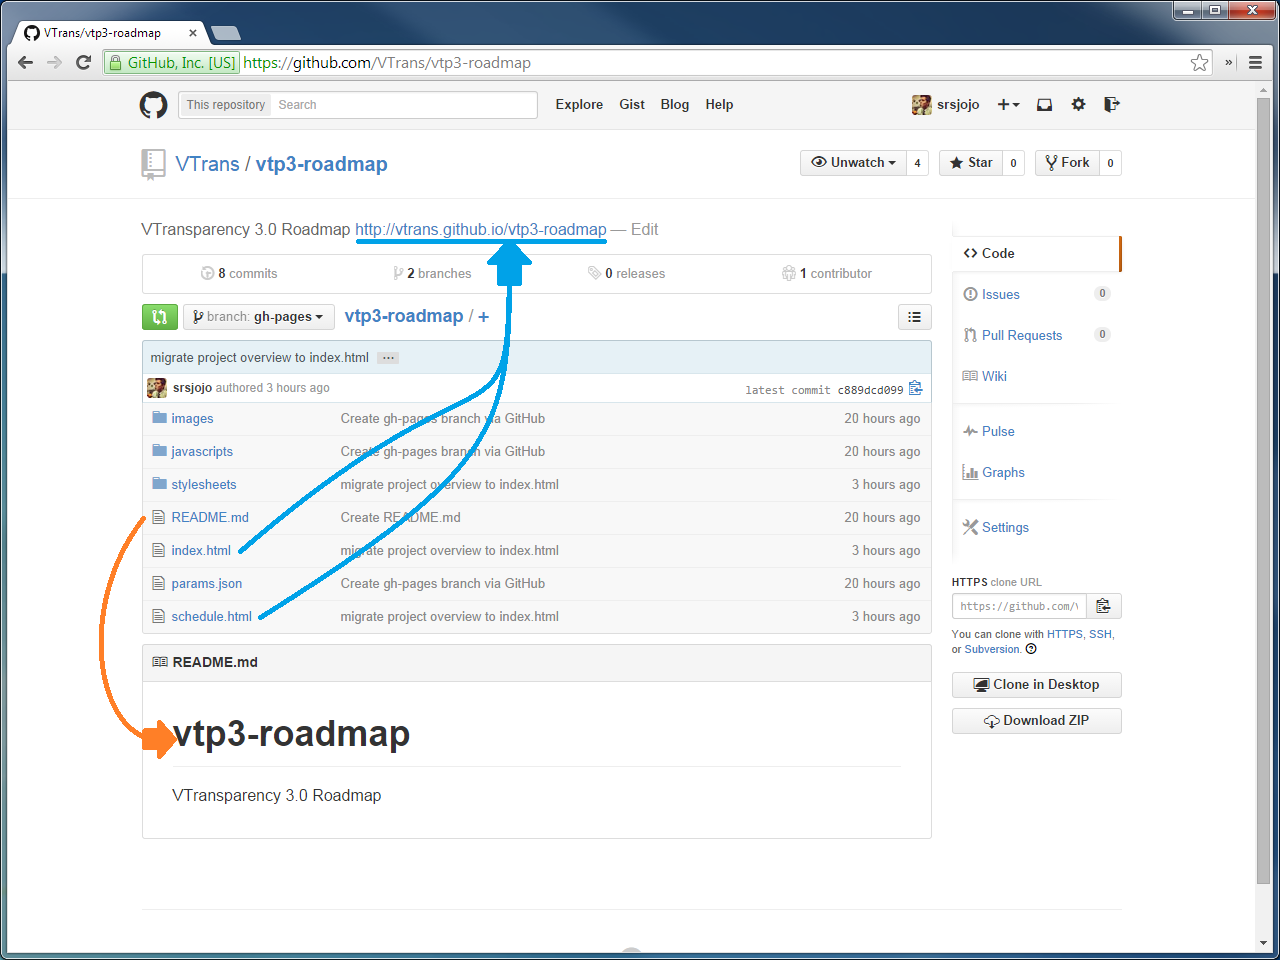 VTrans/vtp3-roadmap
GitHub, Inc. [US] https://github.com/VTrans/vtp3-roadmap
This repository Search Explore Gist Blog Help srsjojo
VTrans / vtp3-roadmap Unwatch 4 Star 0 Fork 0
VTransparency 3.0 Roadmap http://vtrans.github.io/vtp3-roadmap — Edit
8 commits 2 branches 0 releases 1 contributor
branch: gh-pages vtp3-roadmap / +
migrate project overview to index.html ...
srsjojo authored 3 hours ago latest commit c889dcd099
images Create gh-pages branch via GitHub 20 hours ago
javascripts Create gh-pages branch via GitHub 20 hours ago
stylesheets migrate project overview to index.html 3 hours ago
README.md Create README.md 20 hours ago
index.html migrate project overview to index.html 3 hours ago
params.json Create gh-pages branch via GitHub 20 hours ago
schedule.html migrate project overview to index.html 3 hours ago
README.md
vtp3-roadmap
VTransparency 3.0 Roadmap
Code
Issues 0
Pull Requests 0
Wiki
Pulse
Graphs
Settings
HTTPS clone URL
https://github.com/
You can clone with HTTPS, SSH,
or Subversion.
Clone in Desktop
Download ZIP